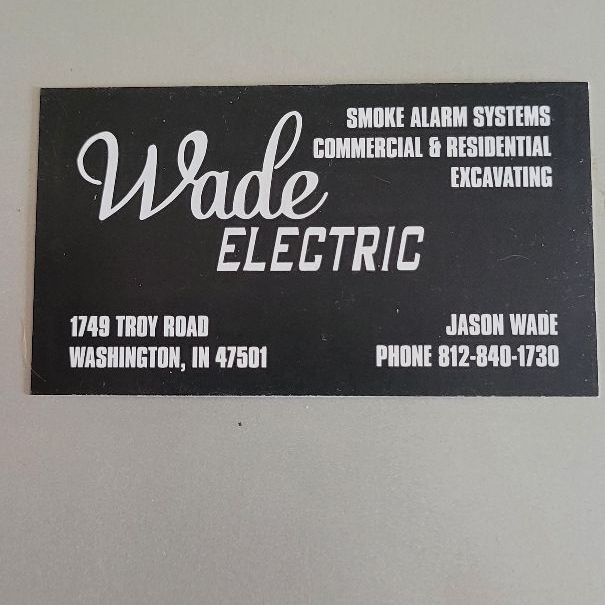 Wade
ELECTRIC
SMOKE ALARM SYSTEMS
COMMERCIAL & RESIDENTIAL
EXCAVATING
1749 TROY ROAD
WASHINGTON, IN 47501
JASON WADE
PHONE 812-840-1730